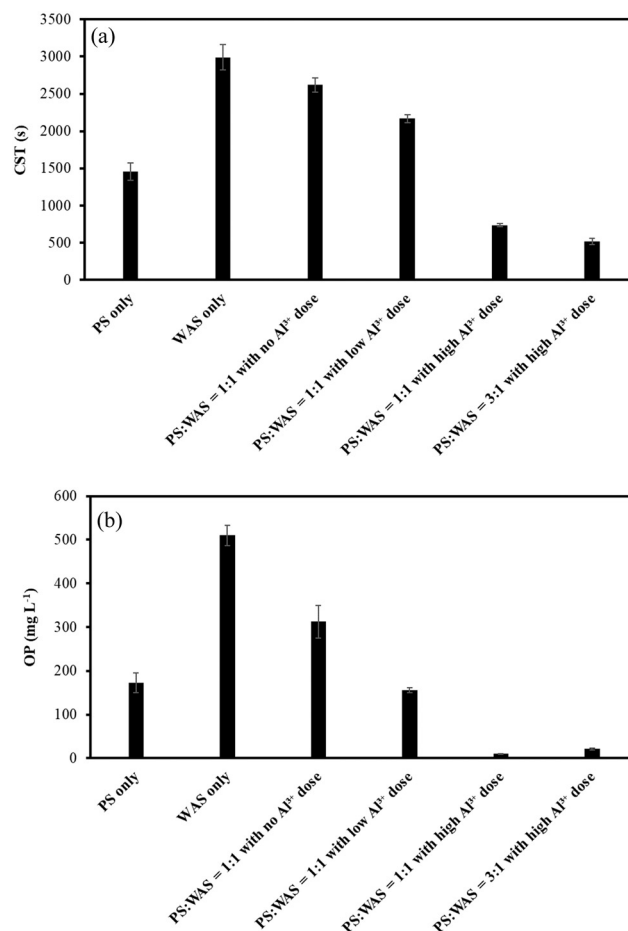 (a)
3500
3000
2500
2000
1500
1000
500
0
CST (s)
PS only
WAS only
PS:WAS = 1:1 with no Al³⁺ dose
PS:WAS = 1:1 with low Al³⁺ dose
PS:WAS = 1:1 with high Al³⁺ dose
PS:WAS = 3:1 with high Al³⁺ dose
(b)
600
500
400
300
200
100
0
OP (mg L⁻¹)
PS only
WAS only
PS:WAS = 1:1 with no Al³⁺ dose
PS:WAS = 1:1 with low Al³⁺ dose
PS:WAS = 1:1 with high Al³⁺ dose
PS:WAS = 3:1 with high Al³⁺ dose